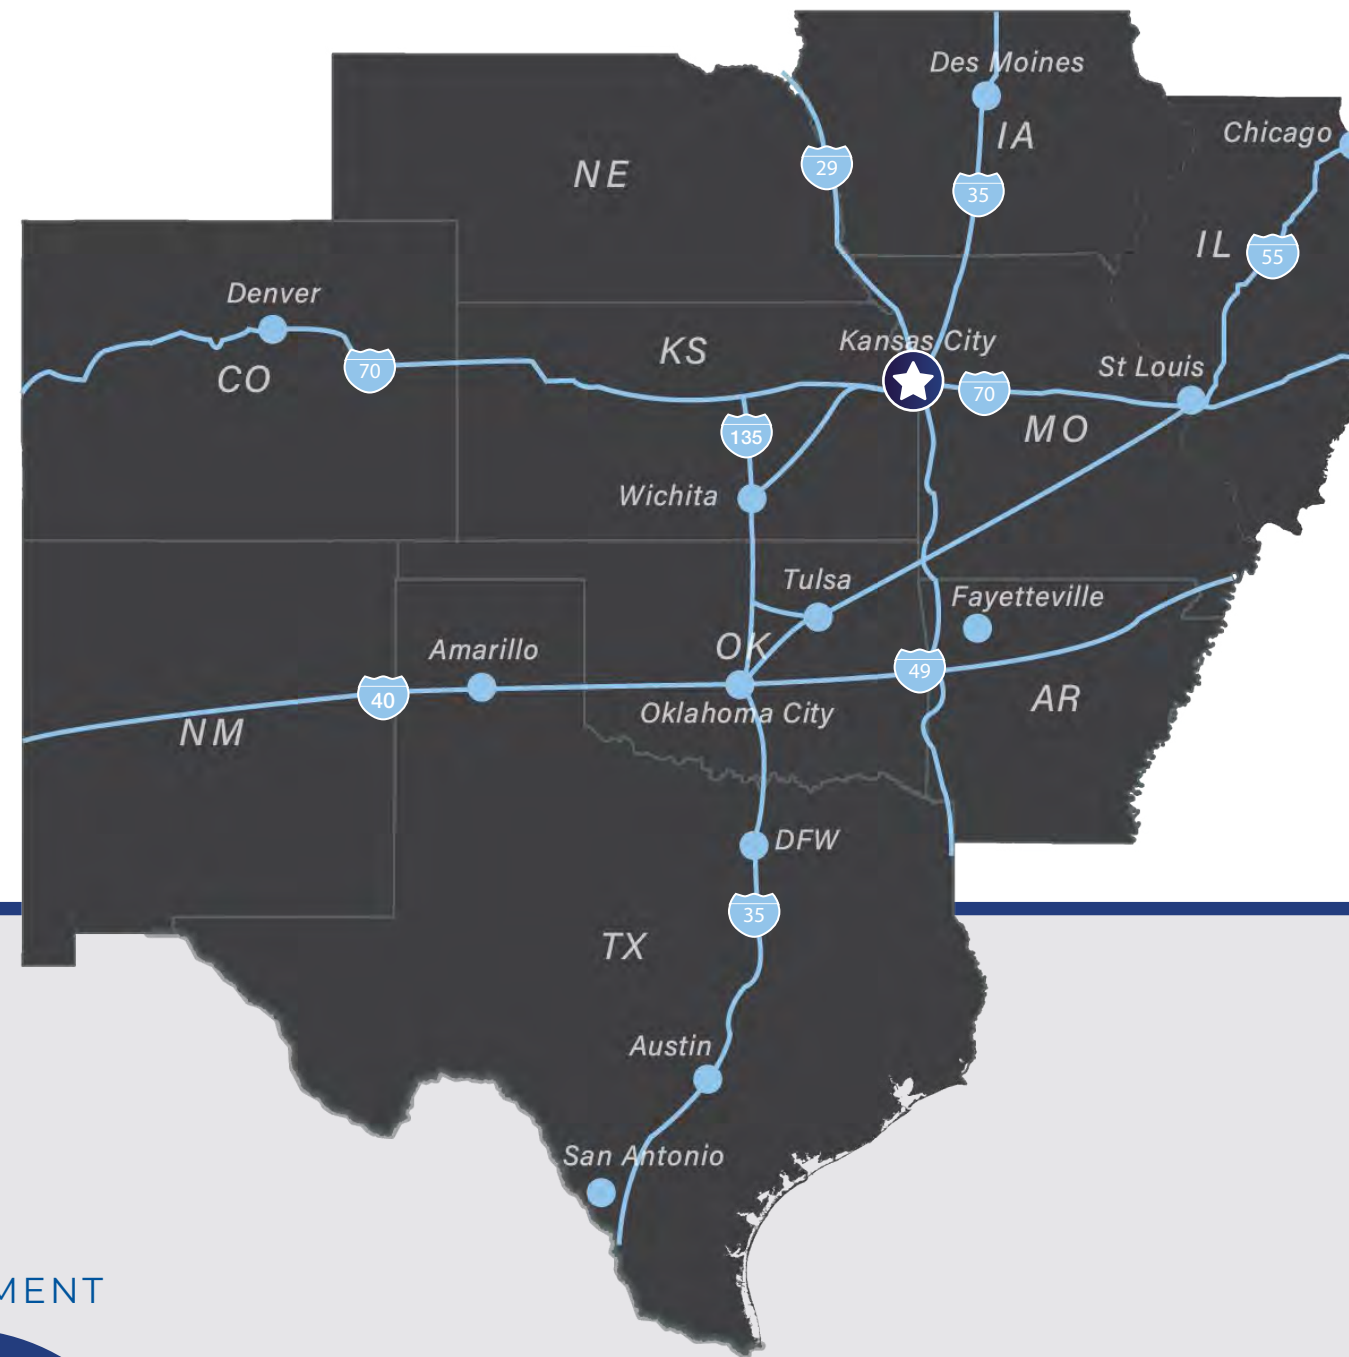 Des Moines
IA
Chicago
NE
29
35
IL
55
Denver
Kansas City
KS
St Louis
CO
70
70
MO
135
Wichita
Tulsa
Fayetteville
Amarillo
OK
49
40
AR
Oklahoma City
NM
DFW
35
TX
Austin
San Antonio
MENT